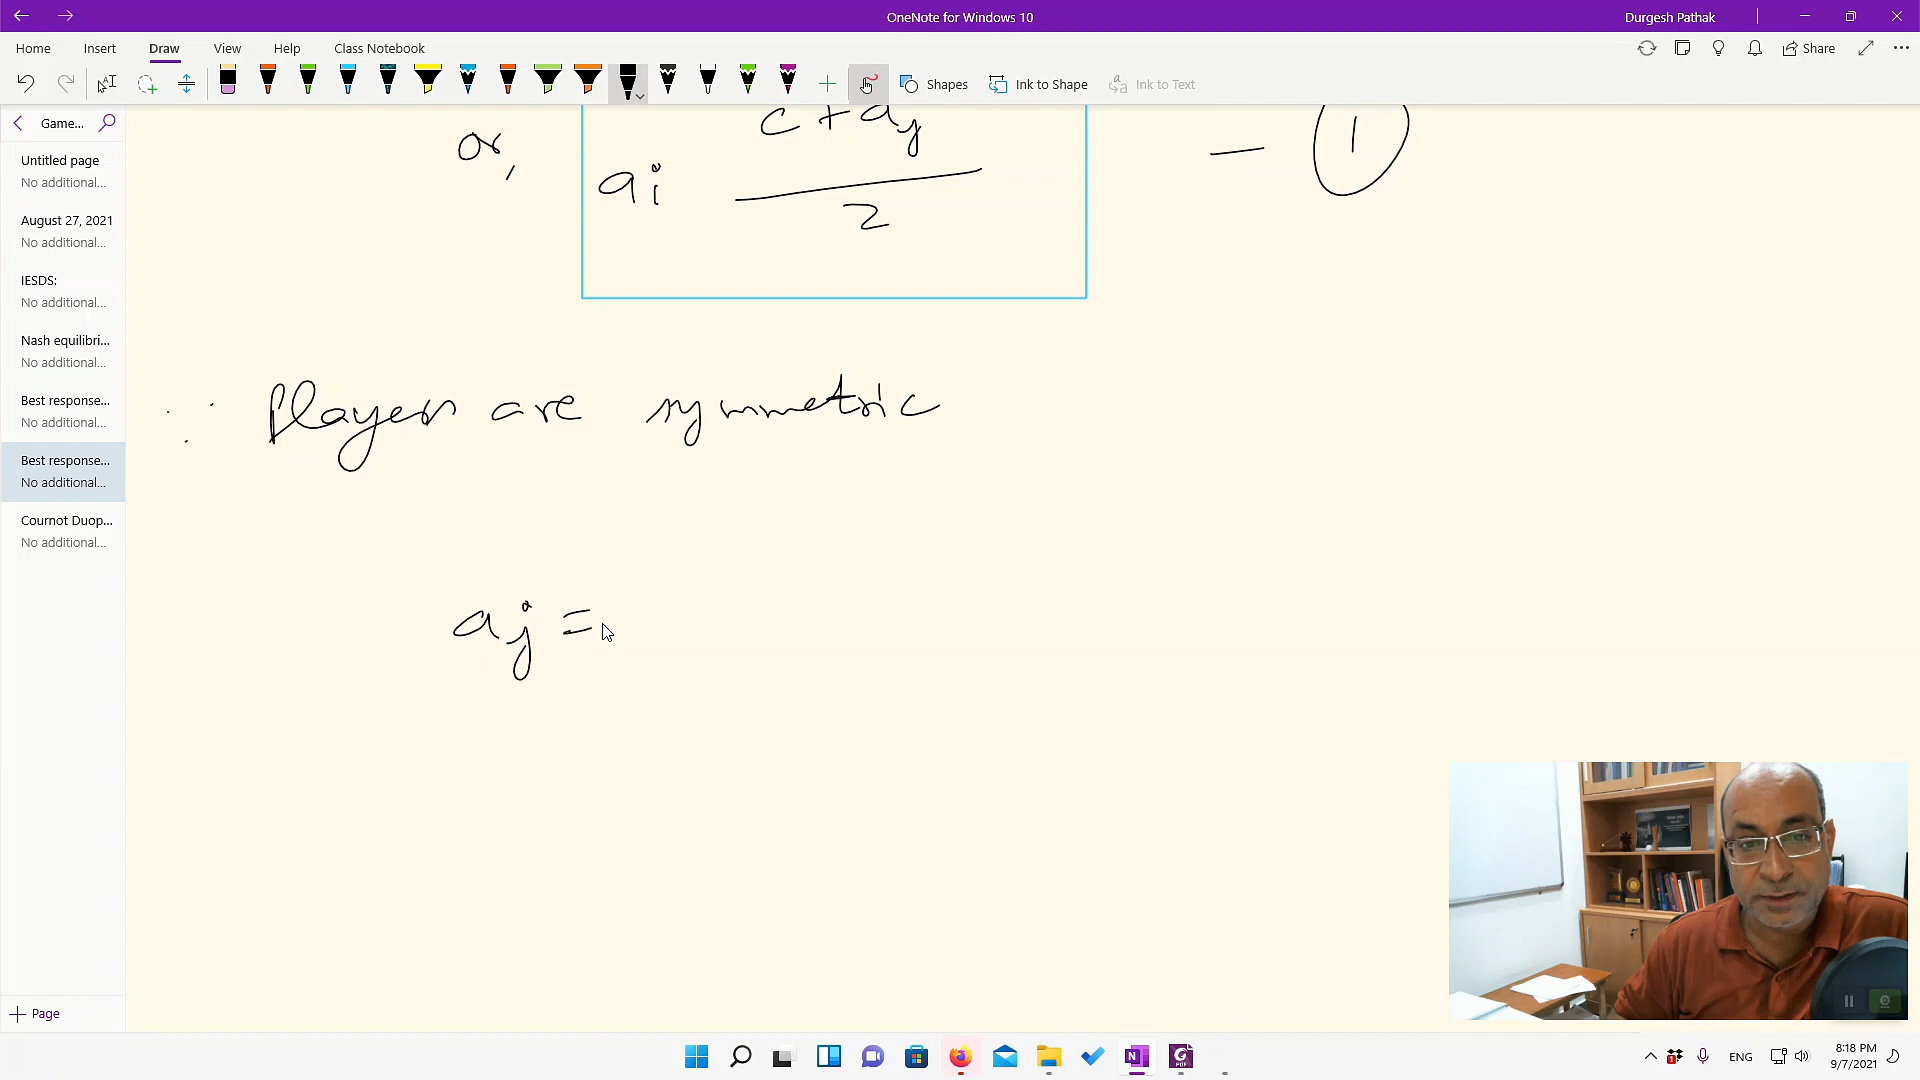 OneNote for Windows 10
Durgesh Pathak
Home Insert Draw View Help Class Notebook
Share
Shapes
Ink to Shape
Ink to Text
Game...
Untitled page
No additional...
August 27, 2021
No additional...
IESDS:
No additional...
Nash equilibri...
No additional...
Best response...
No additional...
Best response...
No additional...
Cournot Duop...
No additional...
Page
or,
c + aj
ai
2
— 1
∵ Players are symmetric
aj =
ENG
8:18 PM
9/7/2021